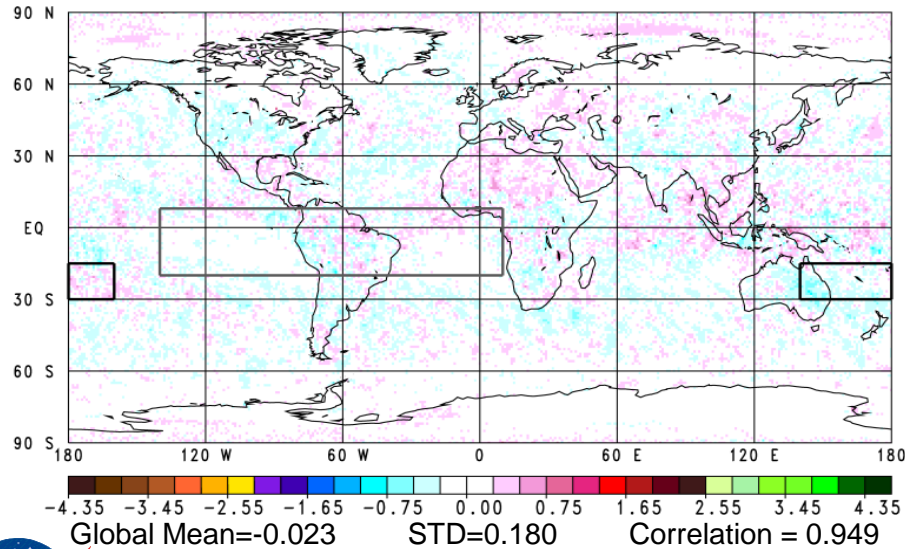 90 N
60 N
30 N
EQ
30 S
60 S
90 S
180 120 W 60 W 0 60 E 120 E 180
-4.35 -3.45 -2.55 -1.65 -0.75 0.00 0.75 1.65 2.55 3.45 4.35
Global Mean=-0.023 STD=0.180 Correlation = 0.949